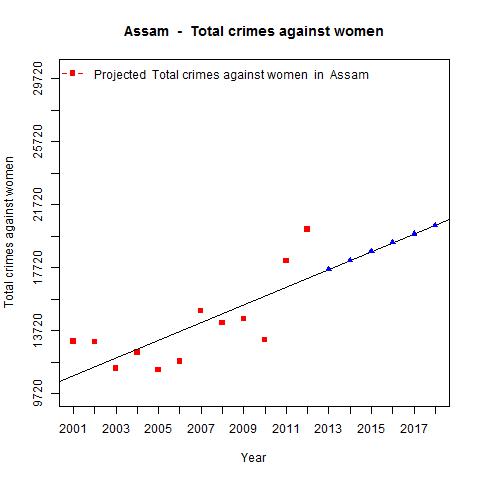 Assam - Total crimes against women
Projected Total crimes against women in Assam
Total crimes against women
29720
25720
21720
17720
13720
9720
2001 2003 2005 2007 2009 2011 2013 2015 2017
Year